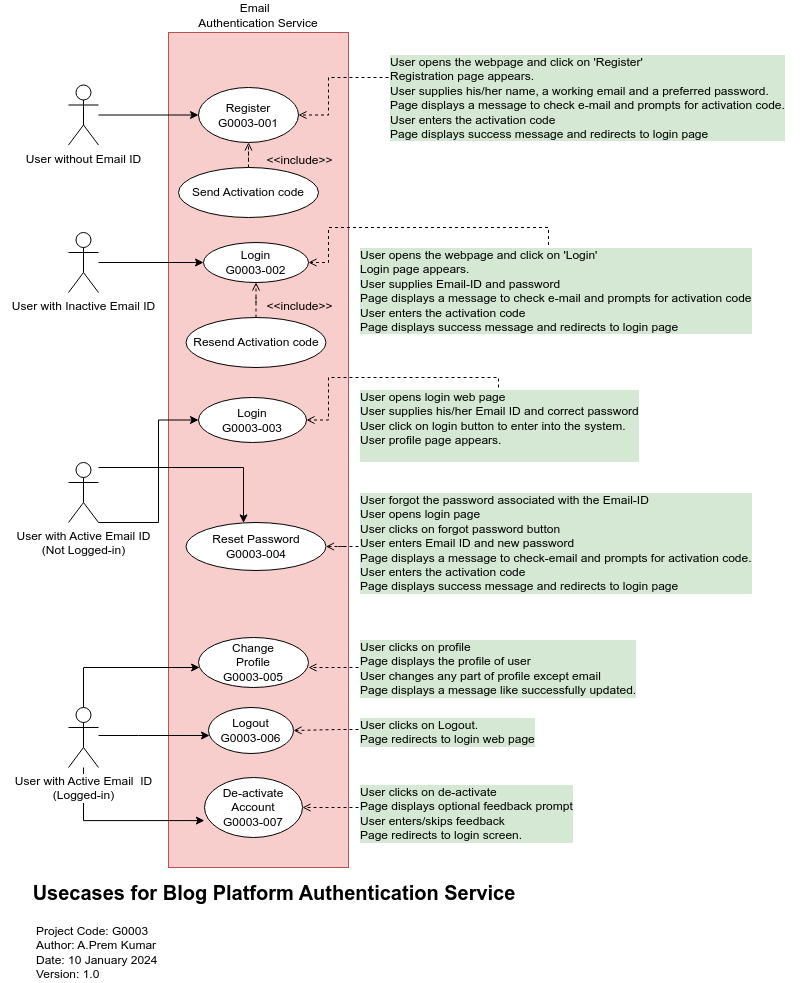 Email
Authentication Service
User opens the webpage and click on 'Register'
Registration page appears.
User supplies his/her name, a working email and a preferred password.
Page displays a message to check e-mail and prompts for activation code.
User enters the activation code
Page displays success message and redirects to login page
Register
G0003-001
User without Email ID
<<include>>
Send Activation code
User opens the webpage and click on 'Login'
Login page appears.
User supplies Email-ID and password
Page displays a message to check e-mail and prompts for activation code
User enters the activation code
Page displays success message and redirects to login page
Login
G0003-002
User with Inactive Email ID
<<include>>
Resend Activation code
User opens login web page
User supplies his/her Email ID and correct password
User click on login button to enter into the system.
User profile page appears.
Login
G0003-003
User with Active Email ID
(Not Logged-in)
User forgot the password associated with the Email-ID
User opens login page
User clicks on forgot password button
User enters Email ID and new password
Page displays a message to check-email and prompts for activation code.
User enters the activation code
Page displays success message and redirects to login page
Reset Password
G0003-004
Change
Profile
G0003-005
User clicks on profile
Page displays the profile of user
User changes any part of profile except email
Page displays a message like successfully updated.
Logout
G0003-006
User clicks on Logout.
Page redirects to login web page
User with Active Email  ID
(Logged-in)
De-activate
Account
G0003-007
User clicks on de-activate
Page displays optional feedback prompt
User enters/skips feedback
Page redirects to login screen.
Usecases for Blog Platform Authentication Service
Project Code: G0003
Author: A.Prem Kumar
Date: 10 January 2024
Version: 1.0